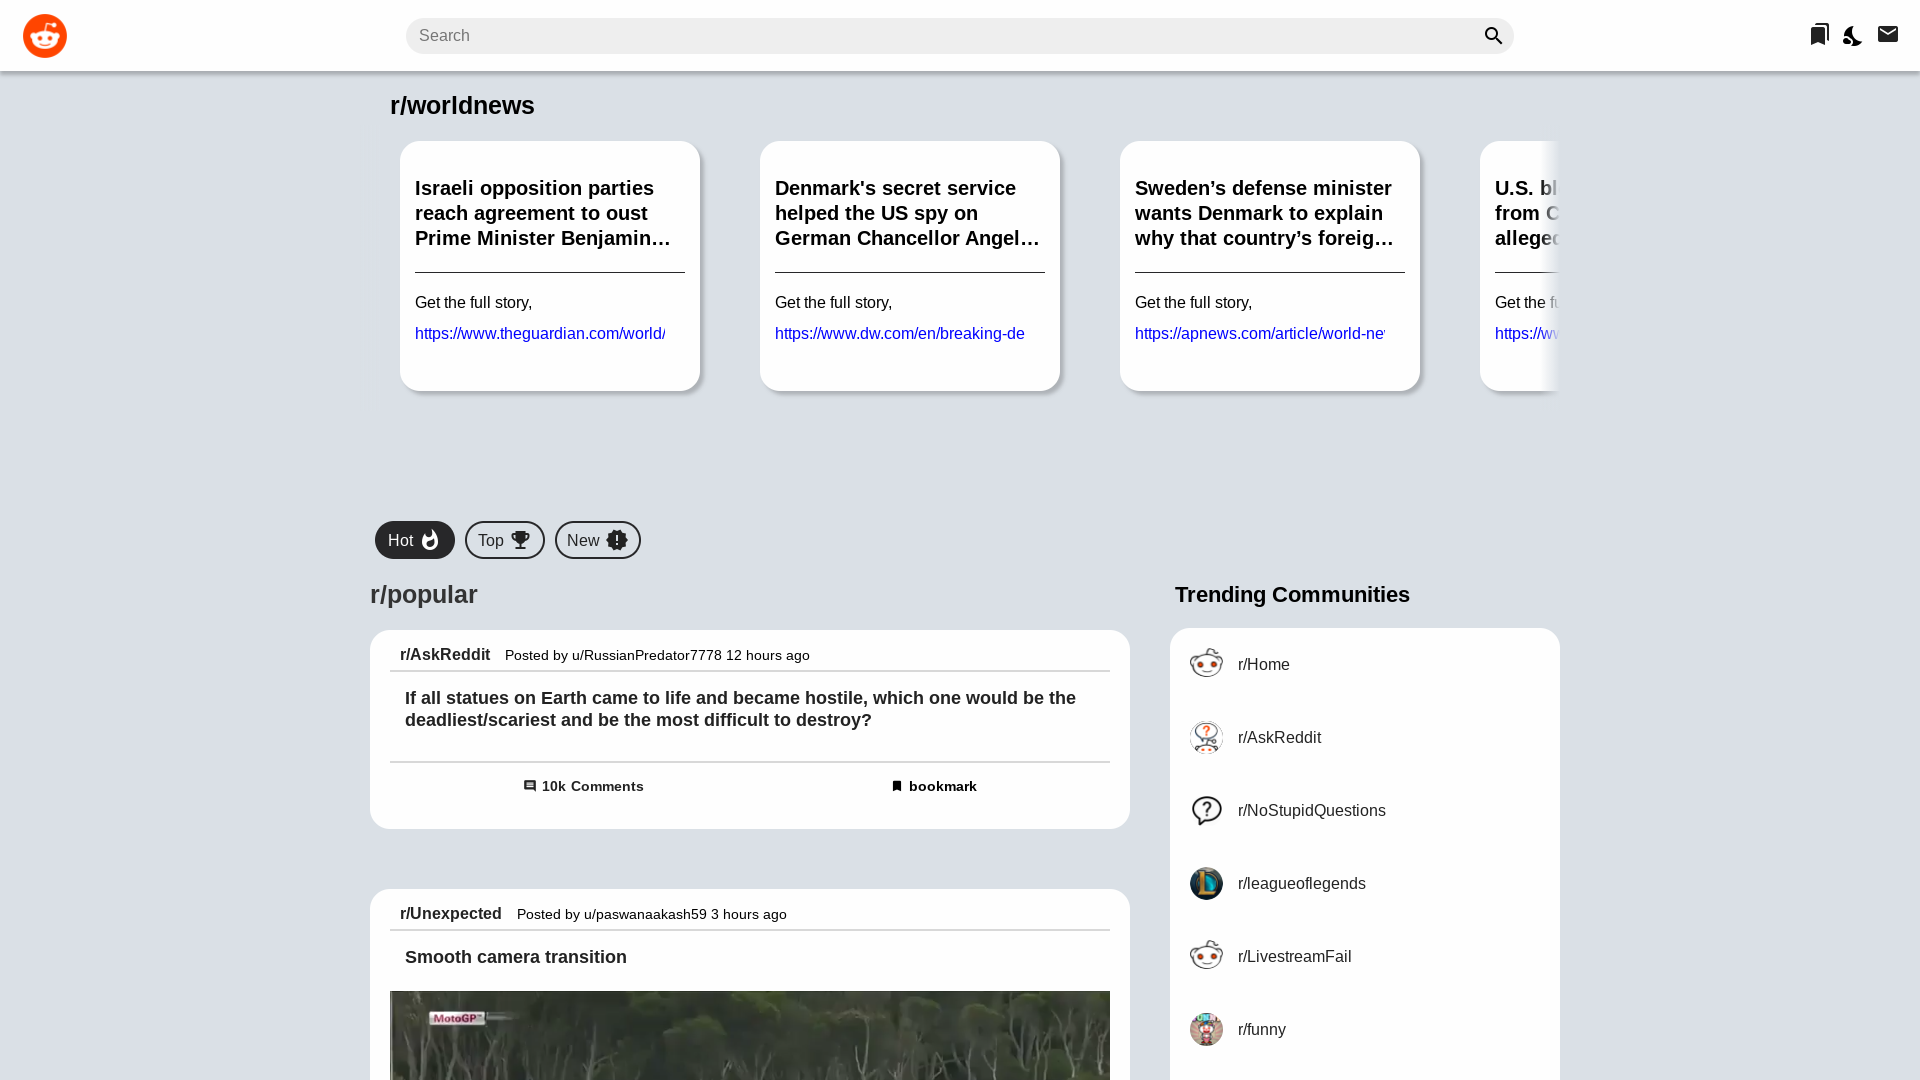 Search
r/worldnews
Israeli opposition parties
reach agreement to oust
Prime Minister Benjamin…
Get the full story,
https://www.theguardian.com/world/
Denmark's secret service
helped the US spy on
German Chancellor Angel…
Get the full story,
https://www.dw.com/en/breaking-de
Sweden’s defense minister
wants Denmark to explain
why that country’s foreig…
Get the full story,
https://apnews.com/article/world-ne
U.S. bl
from C
alleged
Get the fu
https://ww
Hot
Top
New
r/popular
r/AskReddit Posted by u/RussianPredator7778 12 hours ago
If all statues on Earth came to life and became hostile, which one would be the
deadliest/scariest and be the most difficult to destroy?
10k Comments
bookmark
r/Unexpected Posted by u/paswanaakash59 3 hours ago
Smooth camera transition
MotoGP
Trending Communities
r/Home
r/AskReddit
r/NoStupidQuestions
r/leagueoflegends
r/LivestreamFail
r/funny